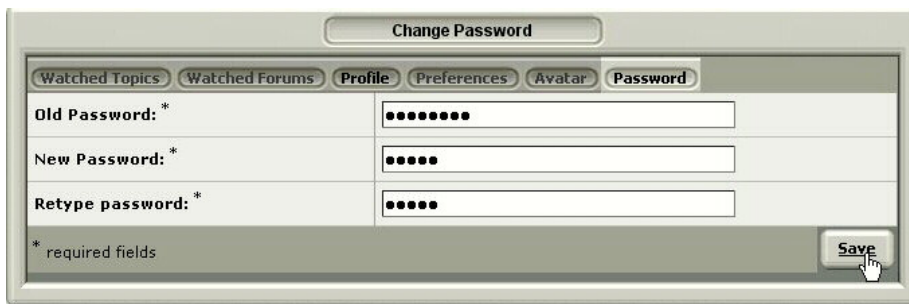 Change Password
Watched Topics Watched Forums Profile Preferences Avatar Password
Old Password: * ●●●●●●●●
New Password: * ●●●●●
Retype password: * ●●●●●
* required fields Save